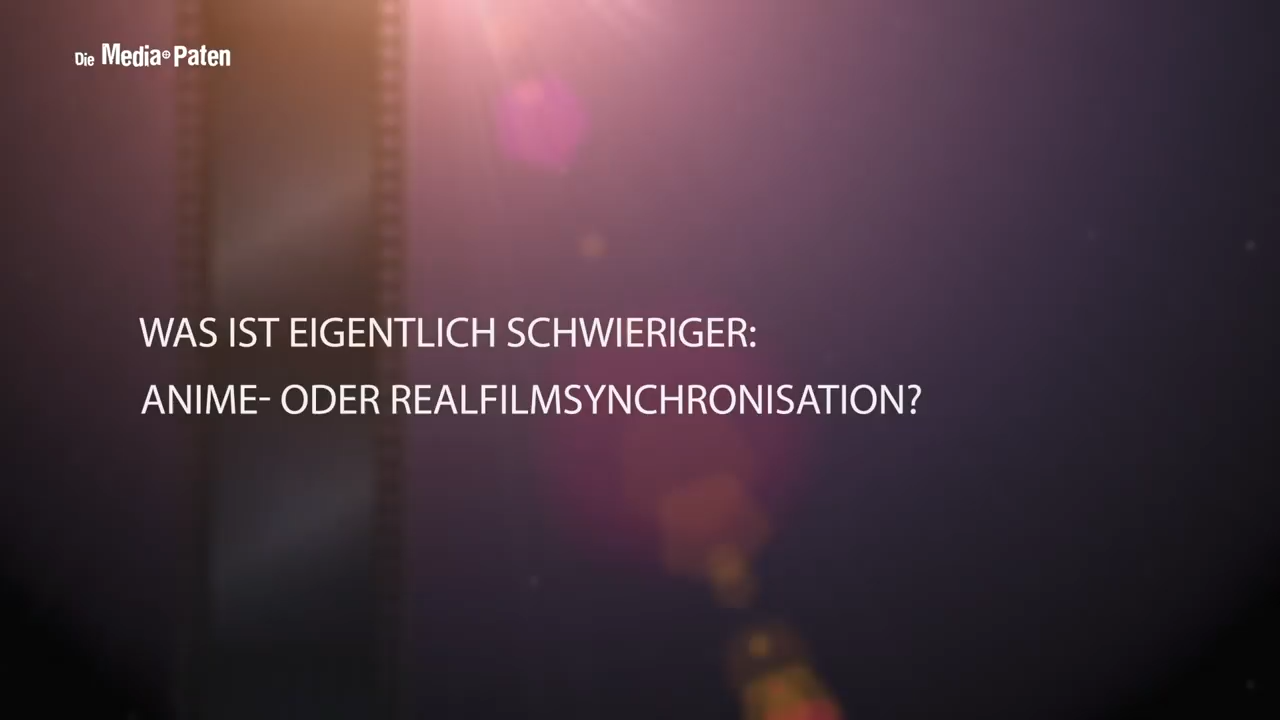 Die Media Paten
WAS IST EIGENTLICH SCHWIERIGER:
ANIME- ODER REALFILMSYNCHRONISATION?